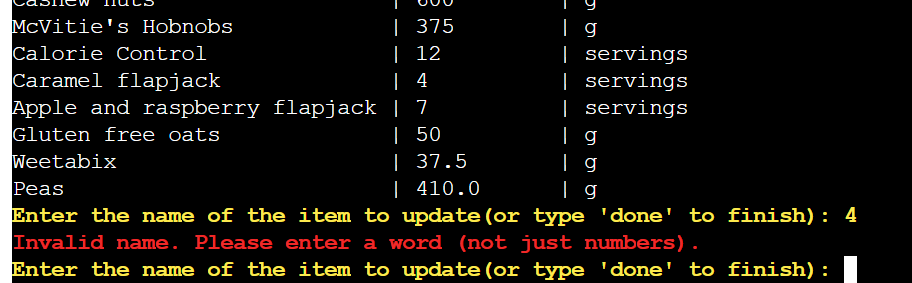 Cashew nuts | 600 | g
McVitie's Hobnobs | 375 | g
Calorie Control | 12 | servings
Caramel flapjack | 4 | servings
Apple and raspberry flapjack | 7 | servings
Gluten free oats | 50 | g
Weetabix | 37.5 | g
Peas | 410.0 | g
Enter the name of the item to update(or type 'done' to finish): 4
Invalid name. Please enter a word (not just numbers).
Enter the name of the item to update(or type 'done' to finish):